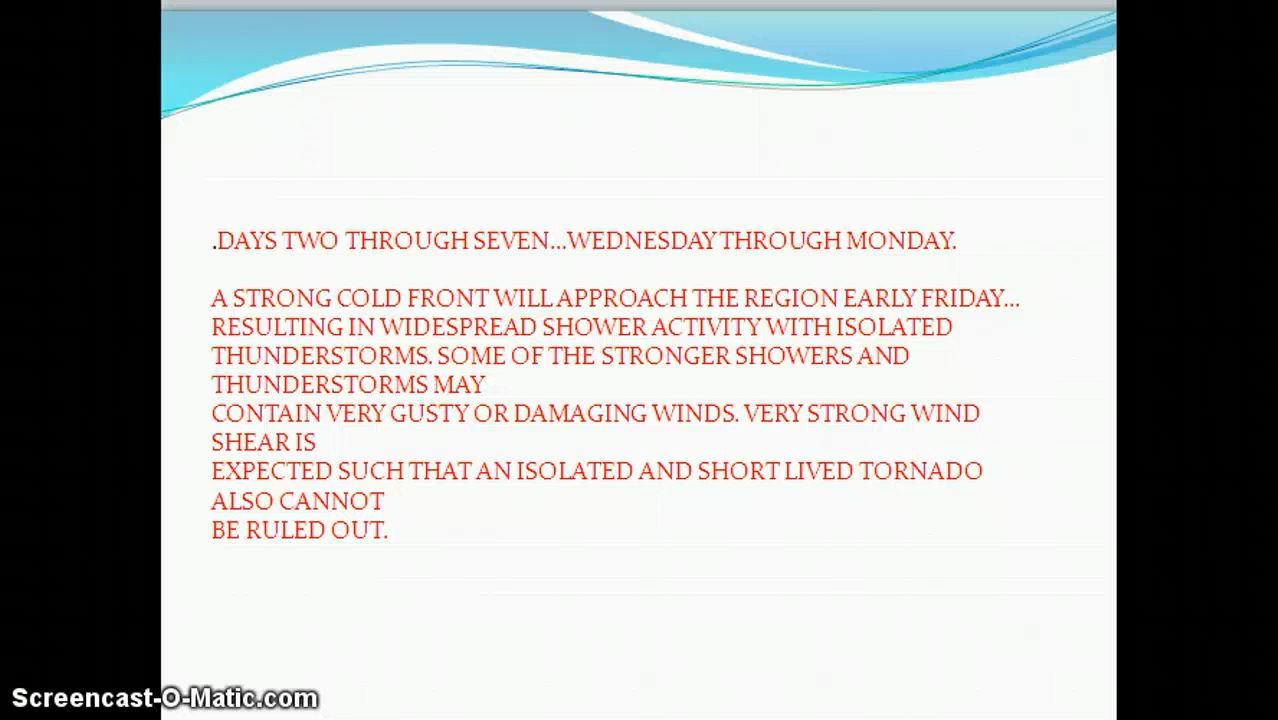 .DAYS TWO THROUGH SEVEN...WEDNESDAY THROUGH MONDAY.
A STRONG COLD FRONT WILL APPROACH THE REGION EARLY FRIDAY...
RESULTING IN WIDESPREAD SHOWER ACTIVITY WITH ISOLATED
THUNDERSTORMS. SOME OF THE STRONGER SHOWERS AND
THUNDERSTORMS MAY
CONTAIN VERY GUSTY OR DAMAGING WINDS. VERY STRONG WIND
SHEAR IS
EXPECTED SUCH THAT AN ISOLATED AND SHORT LIVED TORNADO
ALSO CANNOT
BE RULED OUT.
Screencast-O-Matic.com